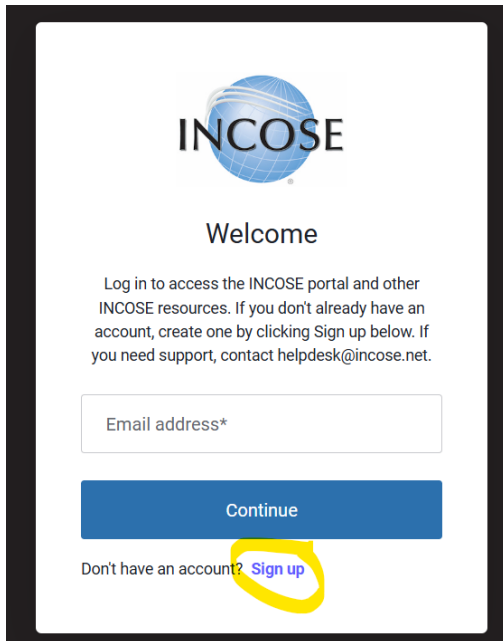 INCOSE
Welcome
Log in to access the INCOSE portal and other
INCOSE resources. If you don't already have an
account, create one by clicking Sign up below. If
you need support, contact helpdesk@incose.net.
Email address*
Continue
Don't have an account? Sign up